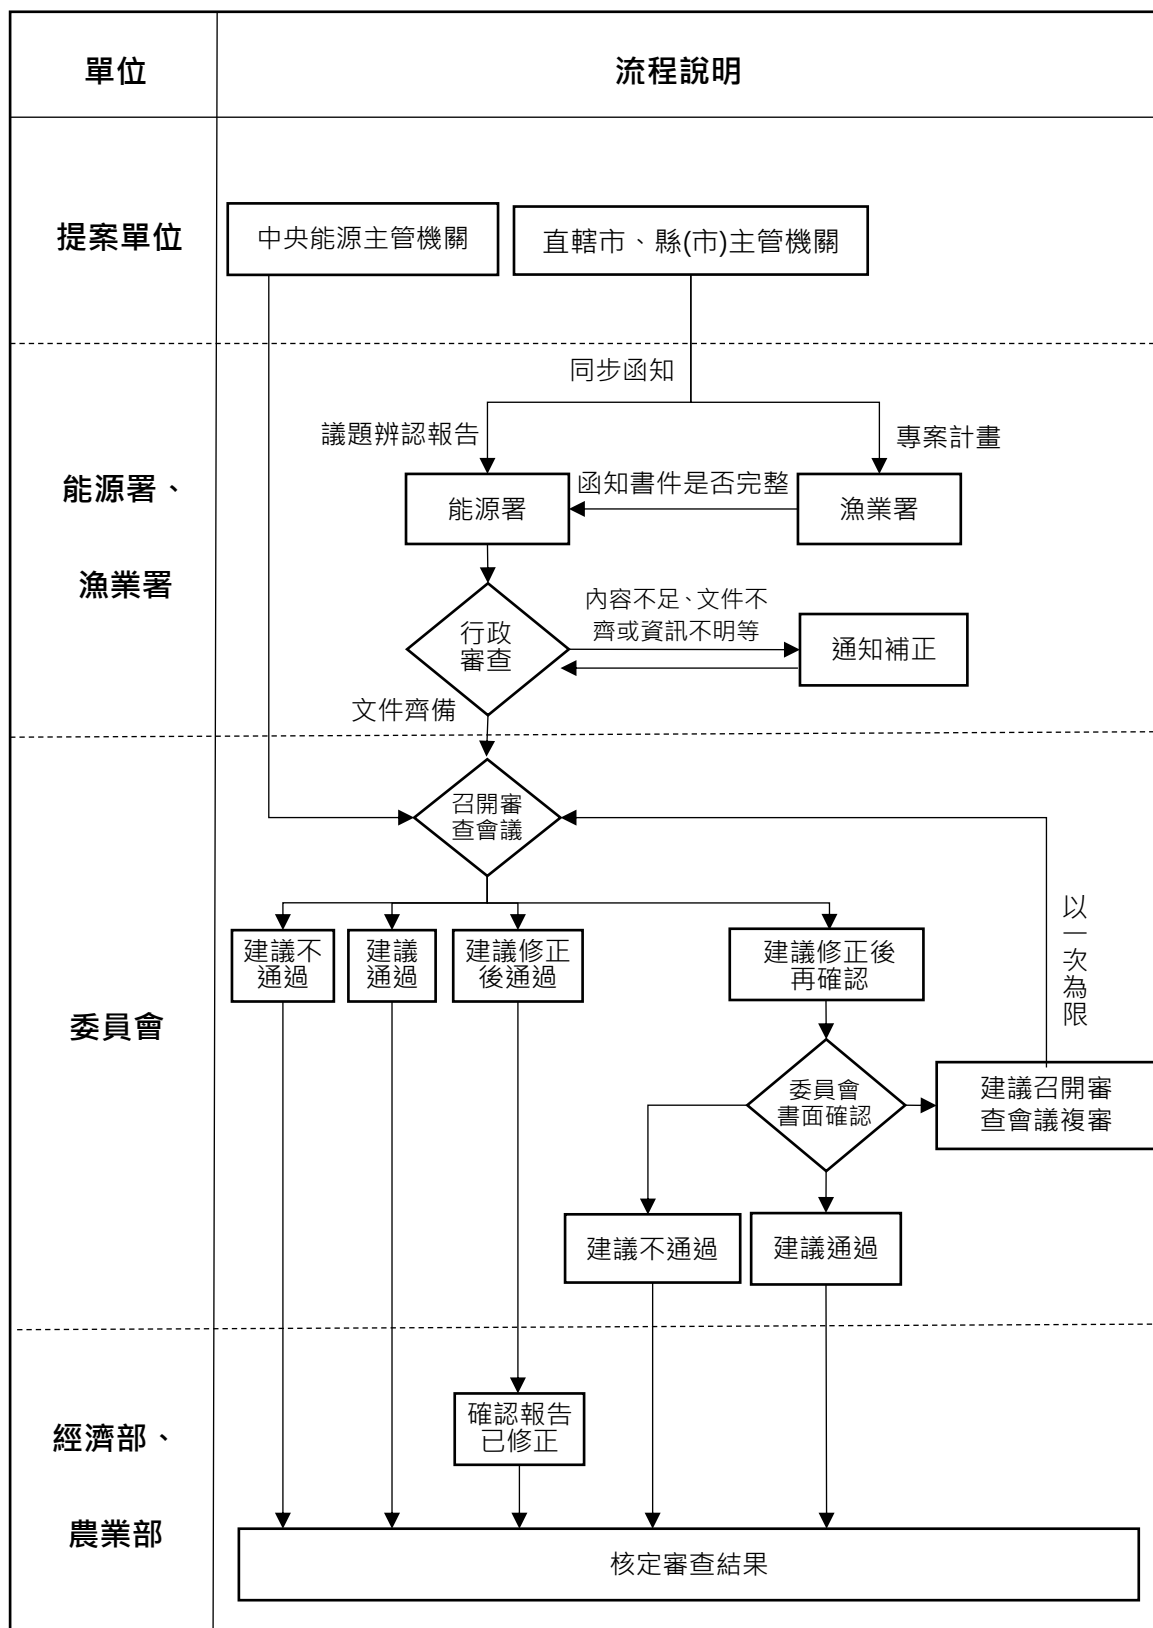 單位
流程說明
提案單位
中央能源主管機關
直轄市、縣(市)主管機關
同步函知
議題辨認報告
專案計畫
能源署、
漁業署
能源署
函知書件是否完整
漁業署
行政
審查
內容不足、文件不
齊或資訊不明等
通知補正
文件齊備
委員會
召開審
查會議
以一次為限
建議不
通過
建議
通過
建議修正
後通過
建議修正後
再確認
委員會
書面確認
建議召開審
查會議複審
建議不通過
建議通過
經濟部、
農業部
確認報告
已修正
核定審查結果